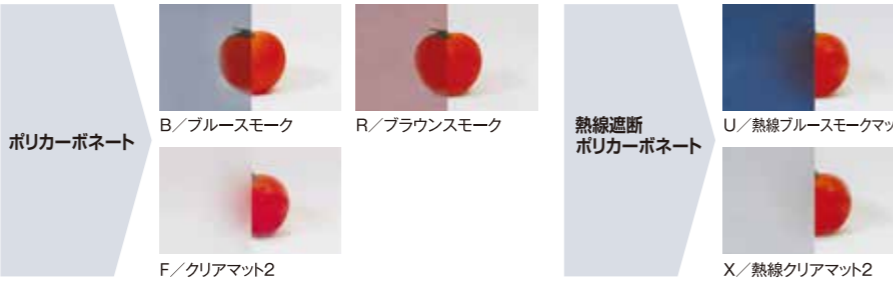 ポリカーボネート
B／ブルースモーク
R／ブラウンスモーク
F／クリアマット2
熱線遮断
ポリカーボネート
U／熱線ブルースモークマッ
X／熱線クリアマット2